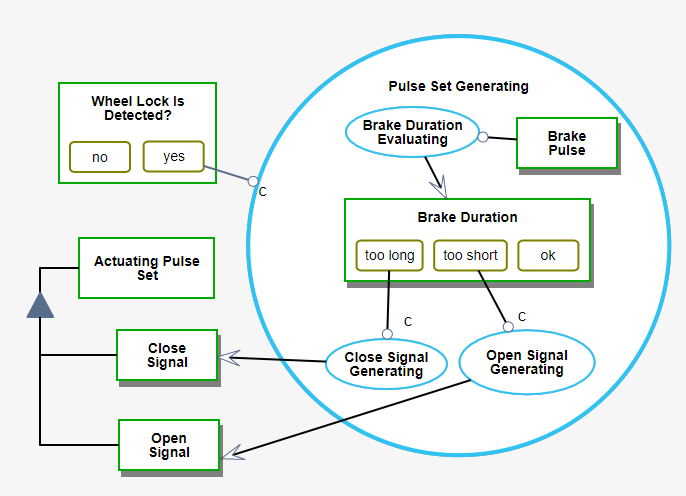 Pulse Set Generating
Wheel Lock Is
Detected?
no
yes
C
Brake Duration
Evaluating
Brake
Pulse
Brake Duration
too long
too short
ok
Actuating Pulse
Set
C
C
Close
Signal
Close Signal
Generating
Open Signal
Generating
Open
Signal